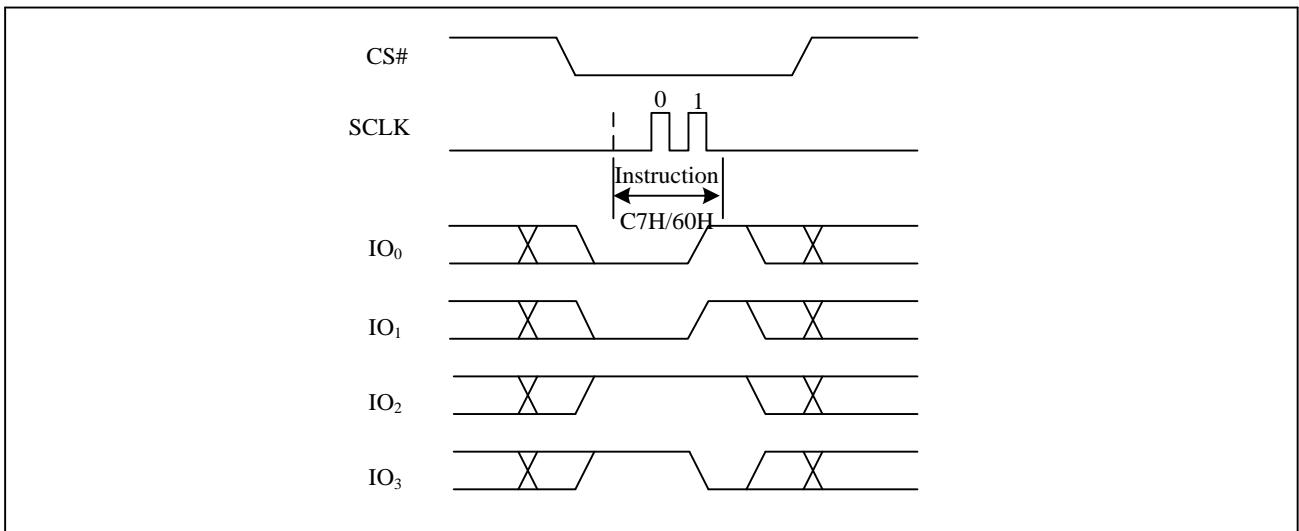 CS#
0 1
SCLK
Instruction
C7H/60H
IO₀
IO₁
IO₂
IO₃